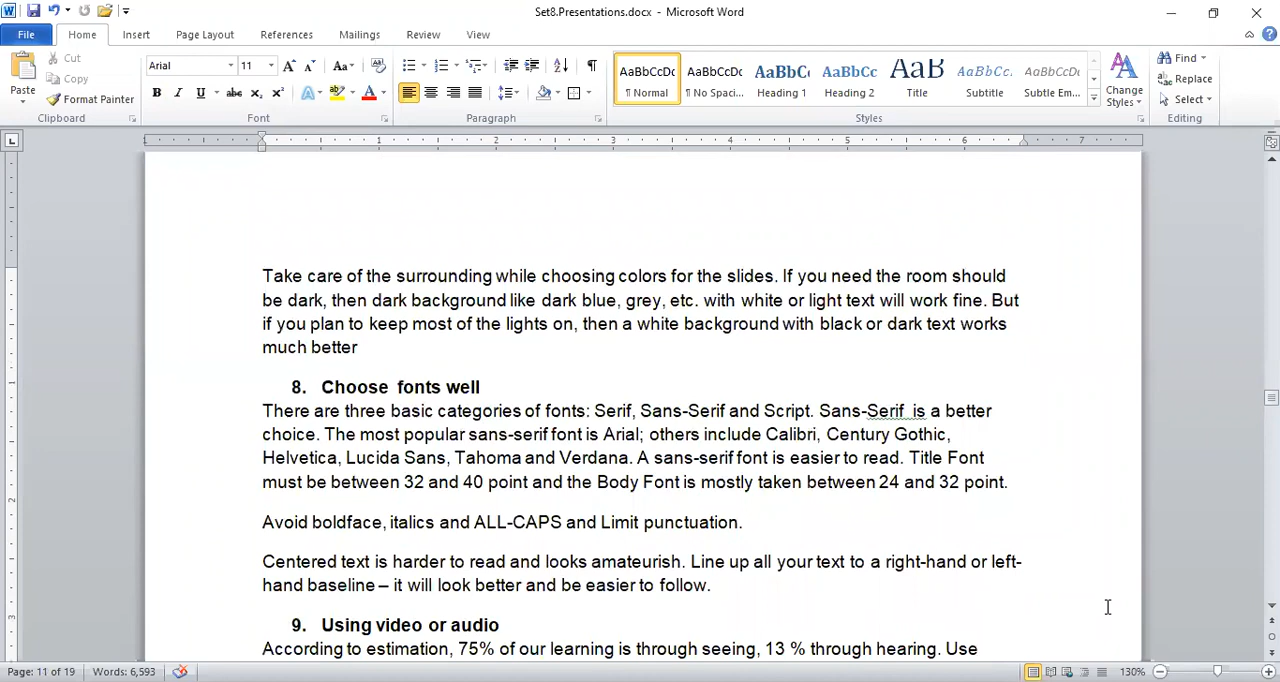 Set8.Presentations.docx - Microsoft Word
File Home Insert Page Layout References Mailings Review View
Paste Cut Copy Format Painter
Clipboard
Arial 11
Font
Paragraph
AaBbCcDc AaBbCcDc AaBbC AaBbCc AaB AaBbCc. AaBbCcDc
¶ Normal ¶ No Spaci... Heading 1 Heading 2 Title Subtitle Subtle Em...
Styles
Change Styles
Find
Replace
Select
Editing
1 1 2 3 4 5 6 7
Take care of the surrounding while choosing colors for the slides. If you need the room should
be dark, then dark background like dark blue, grey, etc. with white or light text will work fine. But
if you plan to keep most of the lights on, then a white background with black or dark text works
much better
8. Choose fonts well
There are three basic categories of fonts: Serif, Sans-Serif and Script. Sans-Serif is a better
choice. The most popular sans-serif font is Arial; others include Calibri, Century Gothic,
Helvetica, Lucida Sans, Tahoma and Verdana. A sans-serif font is easier to read. Title Font
must be between 32 and 40 point and the Body Font is mostly taken between 24 and 32 point.
Avoid boldface, italics and ALL-CAPS and Limit punctuation.
Centered text is harder to read and looks amateurish. Line up all your text to a right-hand or left-
hand baseline – it will look better and be easier to follow.
9. Using video or audio
According to estimation, 75% of our learning is through seeing, 13 % through hearing. Use
Page: 11 of 19 Words: 6,593 130%